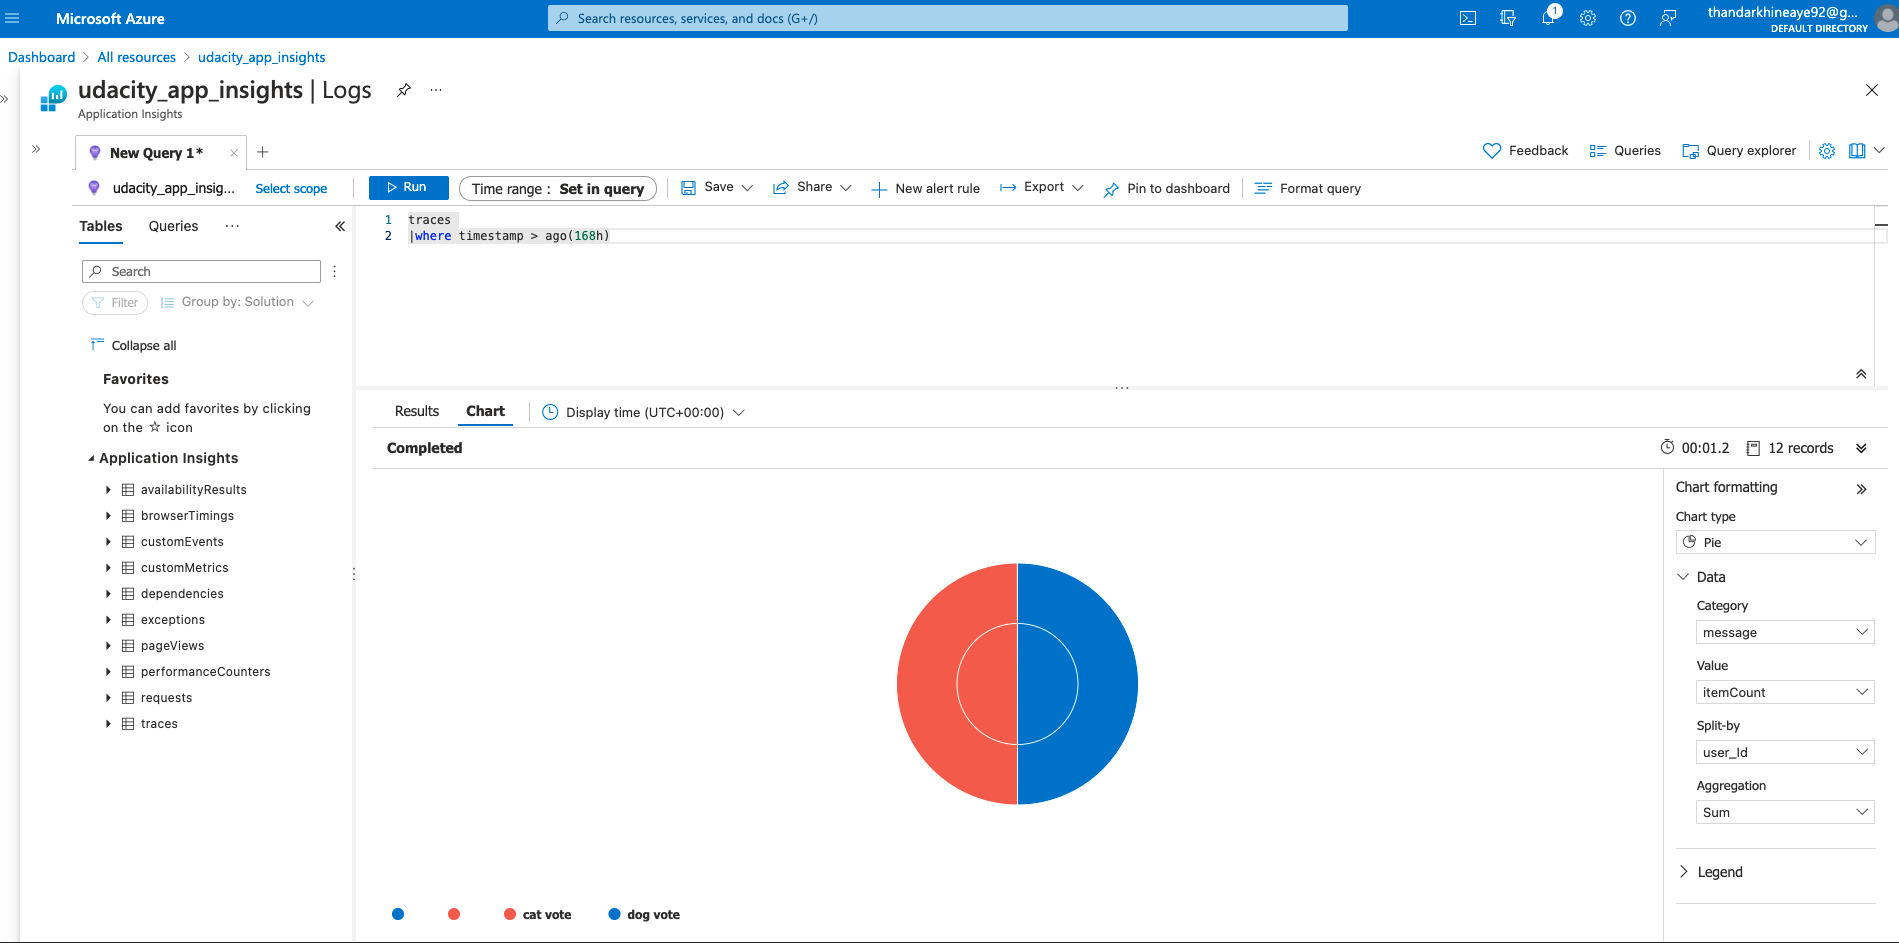 Microsoft Azure
Search resources, services, and docs (G+/)
1
thandarkhineaye92@g...
DEFAULT DIRECTORY
Dashboard > All resources > udacity_app_insights
udacity_app_insights | Logs
...
Application Insights
New Query 1*
Feedback
Queries
Query explorer
udacity_app_insig...
Select scope
Run
Time range : Set in query
Save
Share
New alert rule
Export
Pin to dashboard
Format query
Tables
Queries
...
1 traces
2 |where timestamp > ago(168h)
Search
Filter
Group by: Solution
Collapse all
Favorites
You can add favorites by clicking
on the ☆ icon
Application Insights
availabilityResults
browserTimings
customEvents
customMetrics
dependencies
exceptions
pageViews
performanceCounters
requests
traces
Results
Chart
Display time (UTC+00:00)
Completed
00:01.2
12 records
Chart formatting
Chart type
Pie
Data
Category
message
Value
itemCount
Split-by
user_Id
Aggregation
Sum
Legend
cat vote
dog vote